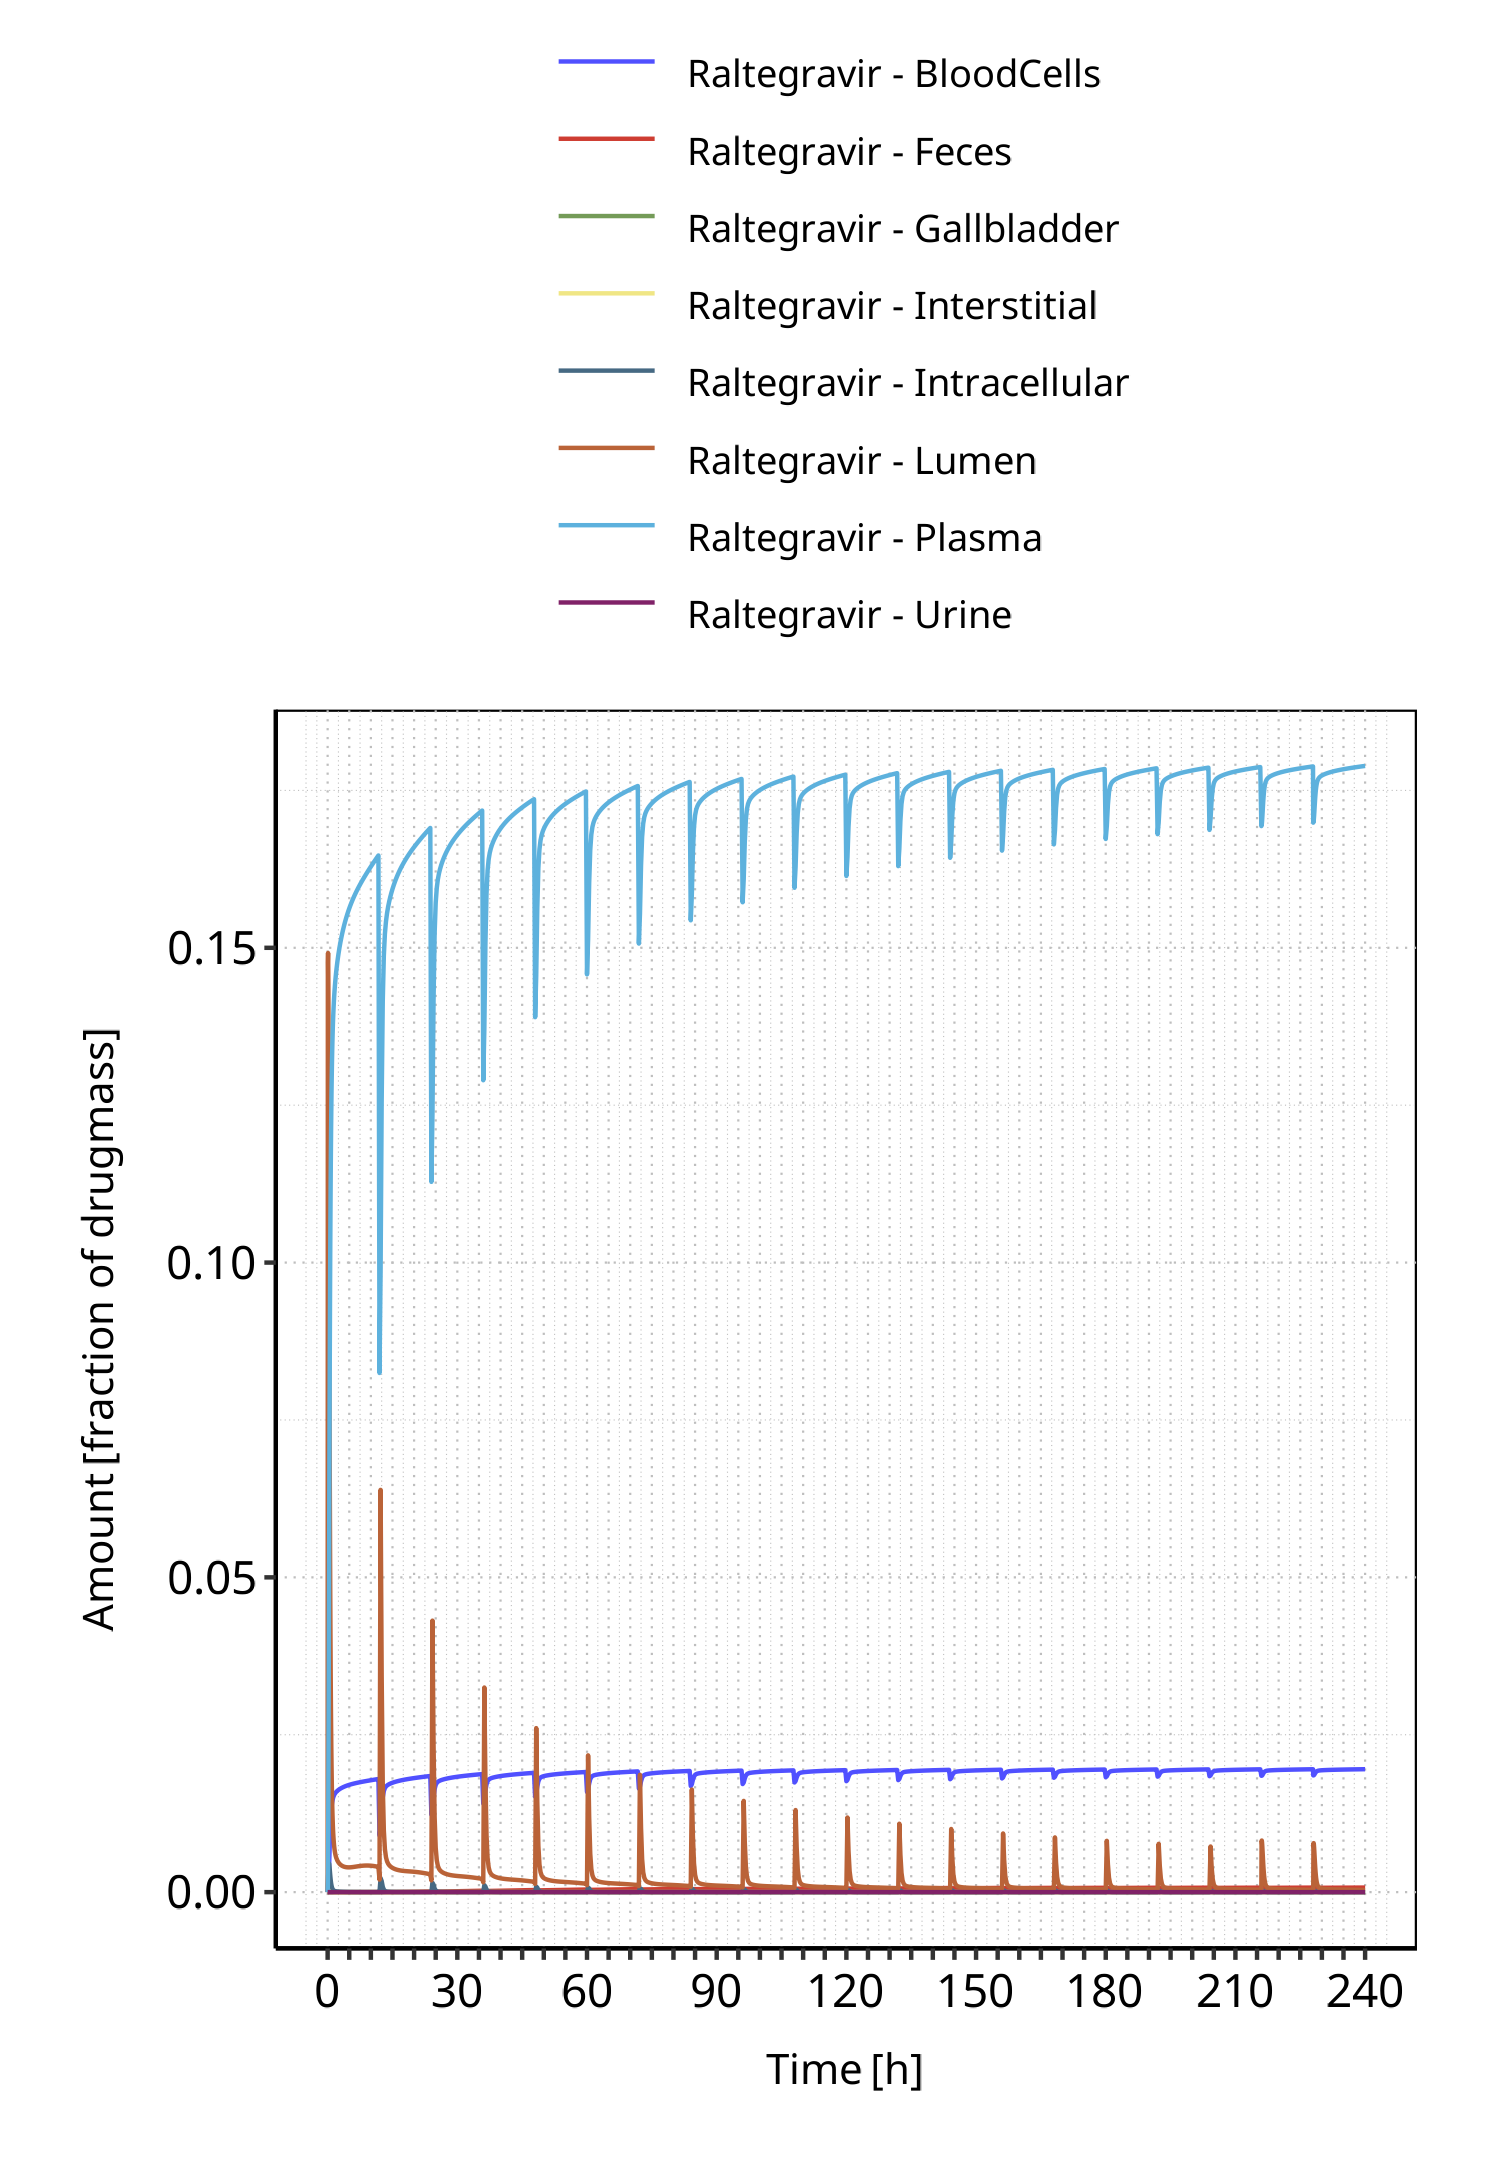 Raltegravir - BloodCells
Raltegravir - Feces
Raltegravir - Gallbladder
Raltegravir - Interstitial
Raltegravir - Intracellular
Raltegravir - Lumen
Raltegravir - Plasma
Raltegravir - Urine
Amount [fraction of drugmass]
0.15
0.10
0.05
0.00
0 30 60 90 120 150 180 210 240
Time [h]